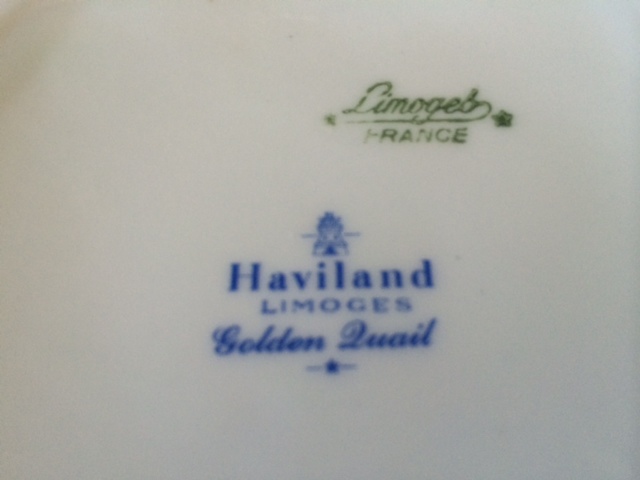 Limoges
FRANCE
Haviland
LIMOGES
Golden Quail